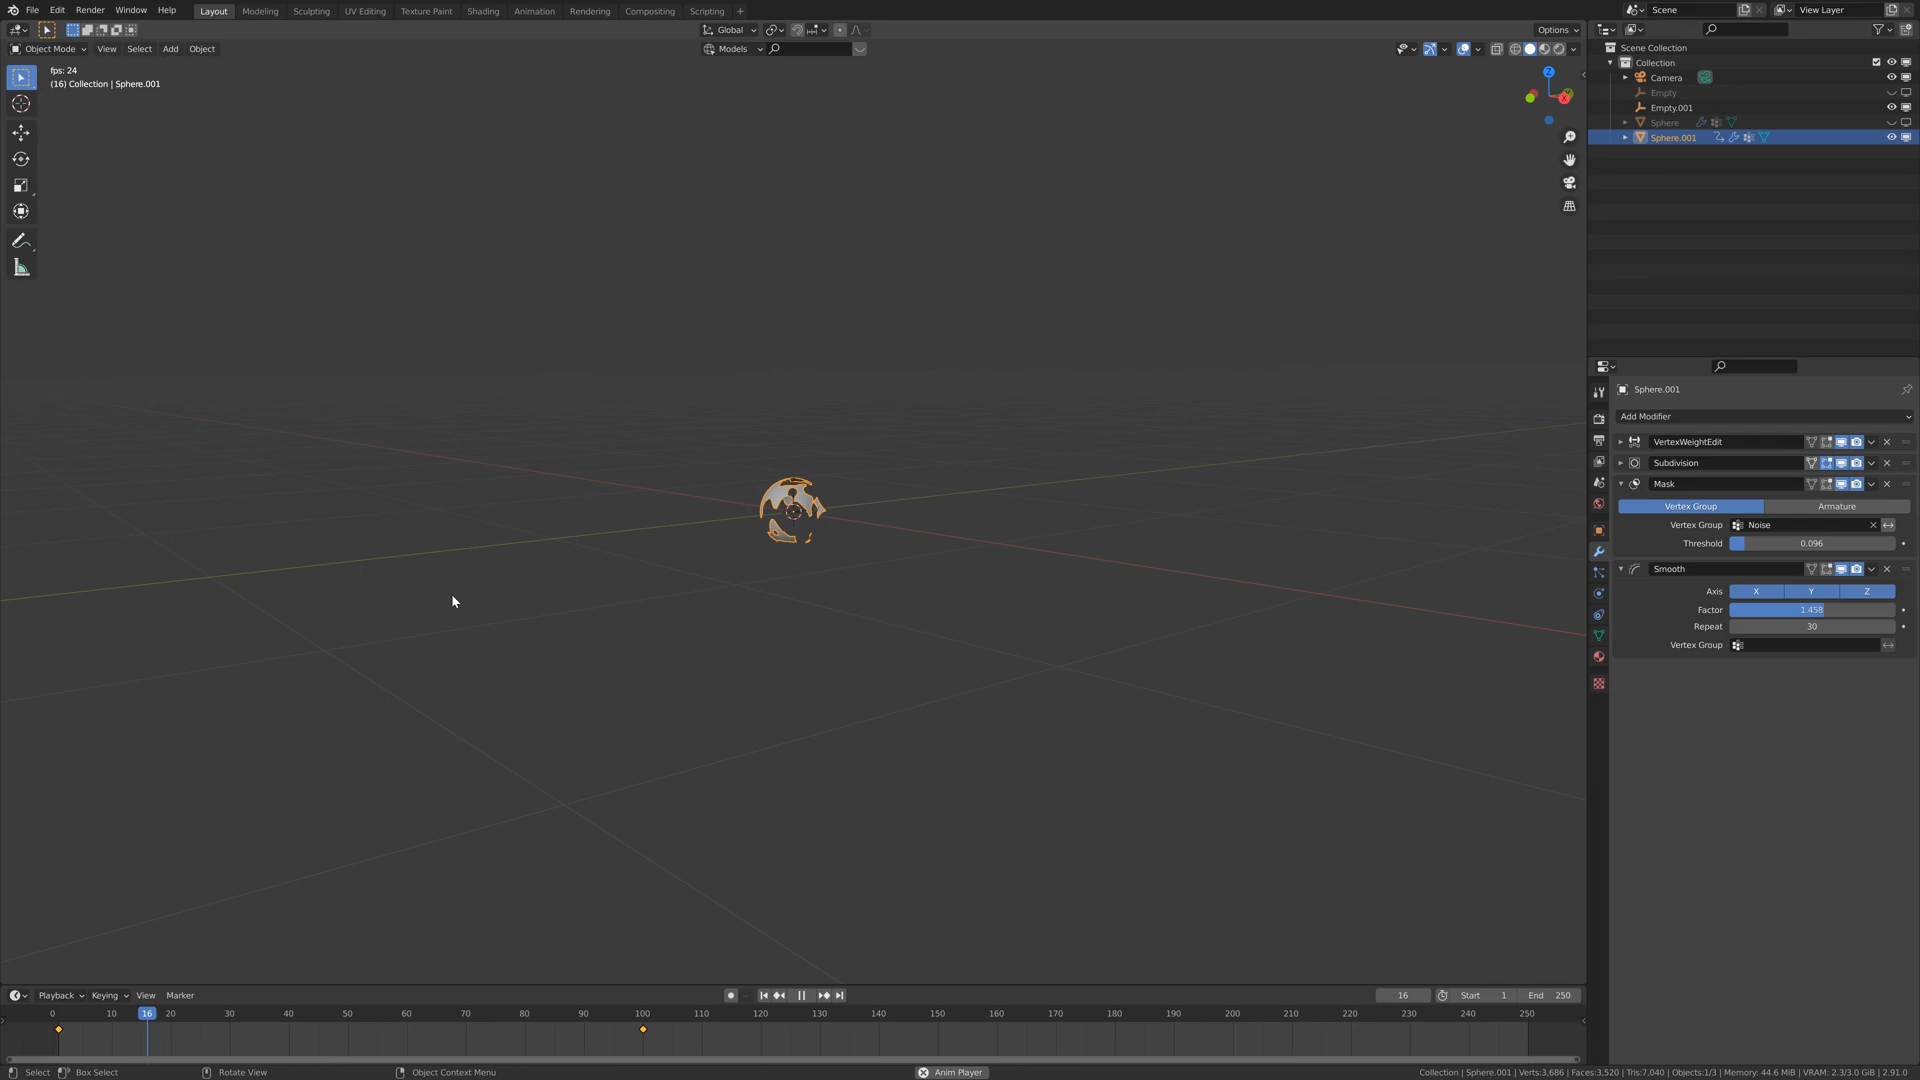 File Edit Render Window Help Layout Modeling Sculpting UV Editing Texture Paint Shading Animation Rendering Compositing Scripting + Scene View Layer
Global Options
Object Mode View Select Add Object Models
fps: 24
(16) Collection | Sphere.001
Z
X
Scene Collection
Collection
Camera
Empty
Empty.001
Sphere
Sphere.001
Sphere.001
Add Modifier
VertexWeightEdit
Subdivision
Mask
Vertex Group Armature
Vertex Group Noise
Threshold 0.096
Smooth
Axis X Y Z
Factor 1.458
Repeat 30
Vertex Group
Playback Keying View Marker 16 Start 1 End 250
0 10 16 20 30 40 50 60 70 80 90 100 110 120 130 140 150 160 170 180 190 200 210 220 230 240 250
Select Box Select Rotate View Object Context Menu Anim Player Collection | Sphere.001 | Verts:3,686 | Faces:3,520 | Tris:7,040 | Objects:1/3 | Memory: 44.6 MiB | VRAM: 2.3/3.0 GiB | 2.91.0